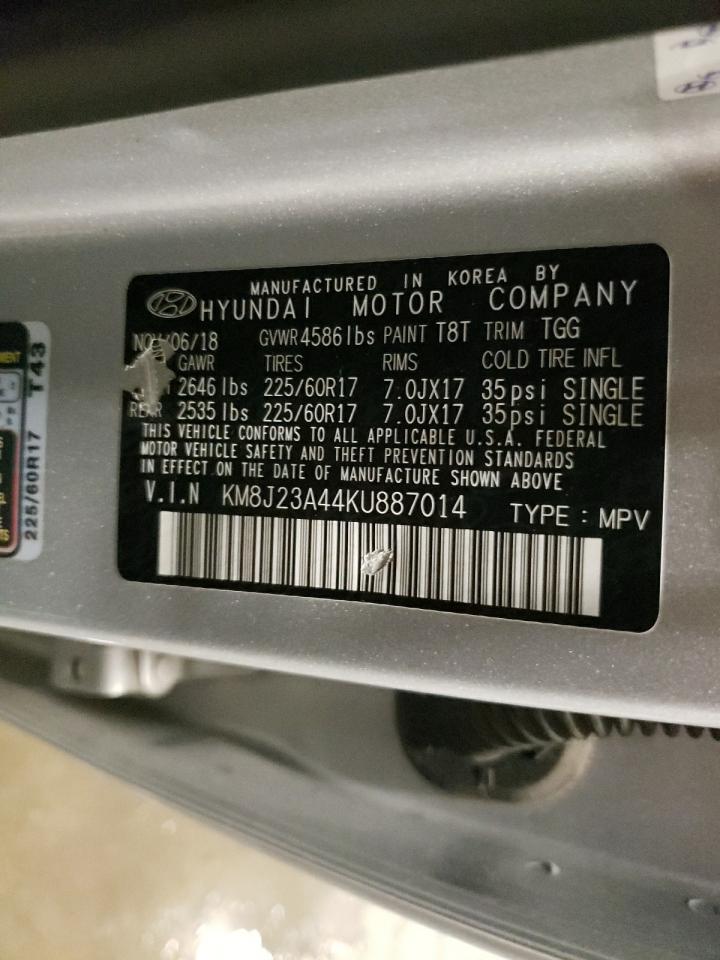 MANUFACTURED IN KOREA BY
HYUNDAI MOTOR COMPANY
NOV/06/18 GVWR4586lbs PAINT T8T TRIM TGG
GAWR TIRES RIMS COLD TIRE INFL
2646lbs 225/60R17 7.0JX17 35psi SINGLE
REAR 2535lbs 225/60R17 7.0JX17 35psi SINGLE
THIS VEHICLE CONFORMS TO ALL APPLICABLE U.S.A. FEDERAL
MOTOR VEHICLE SAFETY AND THEFT PREVENTION STANDARDS
IN EFFECT ON THE DATE OF MANUFACTURE SHOWN ABOVE
V.I.N KM8J23A44KU887014 TYPE : MPV
225/60R17 T43